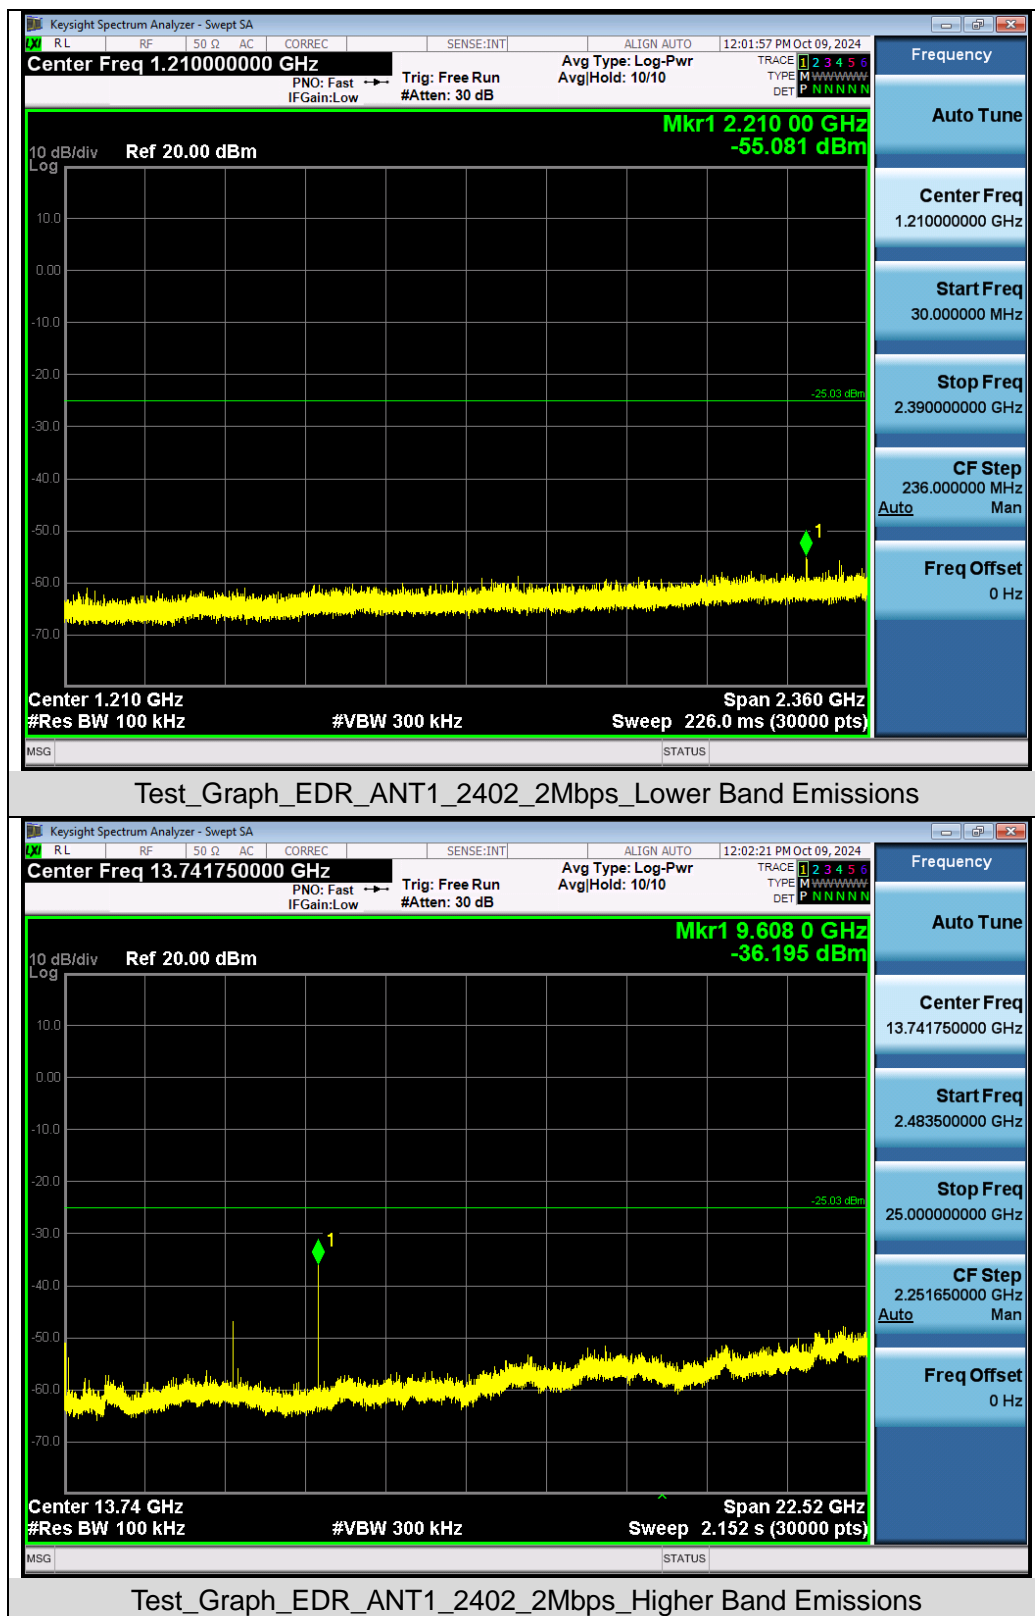 Keysight Spectrum Analyzer - Swept SA
LXI RL RF 50 Ω AC CORREC SENSE:INT ALIGN AUTO 12:01:57 PM Oct 09, 2024
Center Freq 1.210000000 GHz
PNO: Fast
IFGain:Low
Trig: Free Run
#Atten: 30 dB
Avg Type: Log-Pwr
Avg|Hold: 10/10
TRACE 1 2 3 4 5 6
TYPE M W W W W W
DET P N N N N N
Mkr1 2.210 00 GHz
-55.081 dBm
10 dB/div Ref 20.00 dBm
Log
10.0
0.00
-10.0
-20.0
-25.03 dBm
-30.0
-40.0
-50.0
1
-60.0
-70.0
Center 1.210 GHz Span 2.360 GHz
#Res BW 100 kHz #VBW 300 kHz Sweep 226.0 ms (30000 pts)
MSG STATUS
Frequency
Auto Tune
Center Freq
1.210000000 GHz
Start Freq
30.000000 MHz
Stop Freq
2.390000000 GHz
CF Step
236.000000 MHz
Auto Man
Freq Offset
0 Hz
Test_Graph_EDR_ANT1_2402_2Mbps_Lower Band Emissions
Keysight Spectrum Analyzer - Swept SA
LXI RL RF 50 Ω AC CORREC SENSE:INT ALIGN AUTO 12:02:21 PM Oct 09, 2024
Center Freq 13.741750000 GHz
PNO: Fast
IFGain:Low
Trig: Free Run
#Atten: 30 dB
Avg Type: Log-Pwr
Avg|Hold: 10/10
TRACE 1 2 3 4 5 6
TYPE M W W W W W
DET P N N N N N
Mkr1 9.608 0 GHz
-36.195 dBm
10 dB/div Ref 20.00 dBm
Log
10.0
0.00
-10.0
-20.0
-25.03 dBm
-30.0
1
-40.0
-50.0
-60.0
-70.0
Center 13.74 GHz Span 22.52 GHz
#Res BW 100 kHz #VBW 300 kHz Sweep 2.152 s (30000 pts)
MSG STATUS
Frequency
Auto Tune
Center Freq
13.741750000 GHz
Start Freq
2.483500000 GHz
Stop Freq
25.000000000 GHz
CF Step
2.251650000 GHz
Auto Man
Freq Offset
0 Hz
Test_Graph_EDR_ANT1_2402_2Mbps_Higher Band Emissions